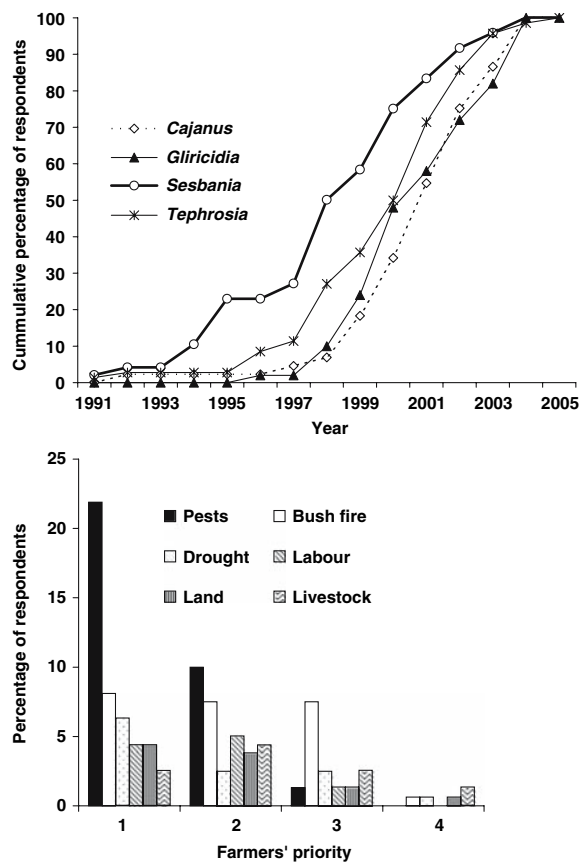 Cummulative percentage of respondents
100
90
80
70
60
50
40
30
20
10
0
Cajanus
Gliricidia
Sesbania
Tephrosia
1991 1993 1995 1997 1999 2001 2003 2005
Year
Percentage of respondents
25
20
15
10
5
0
Pests Bush fire
Drought Labour
Land Livestock
1 2 3 4
Farmers' priority